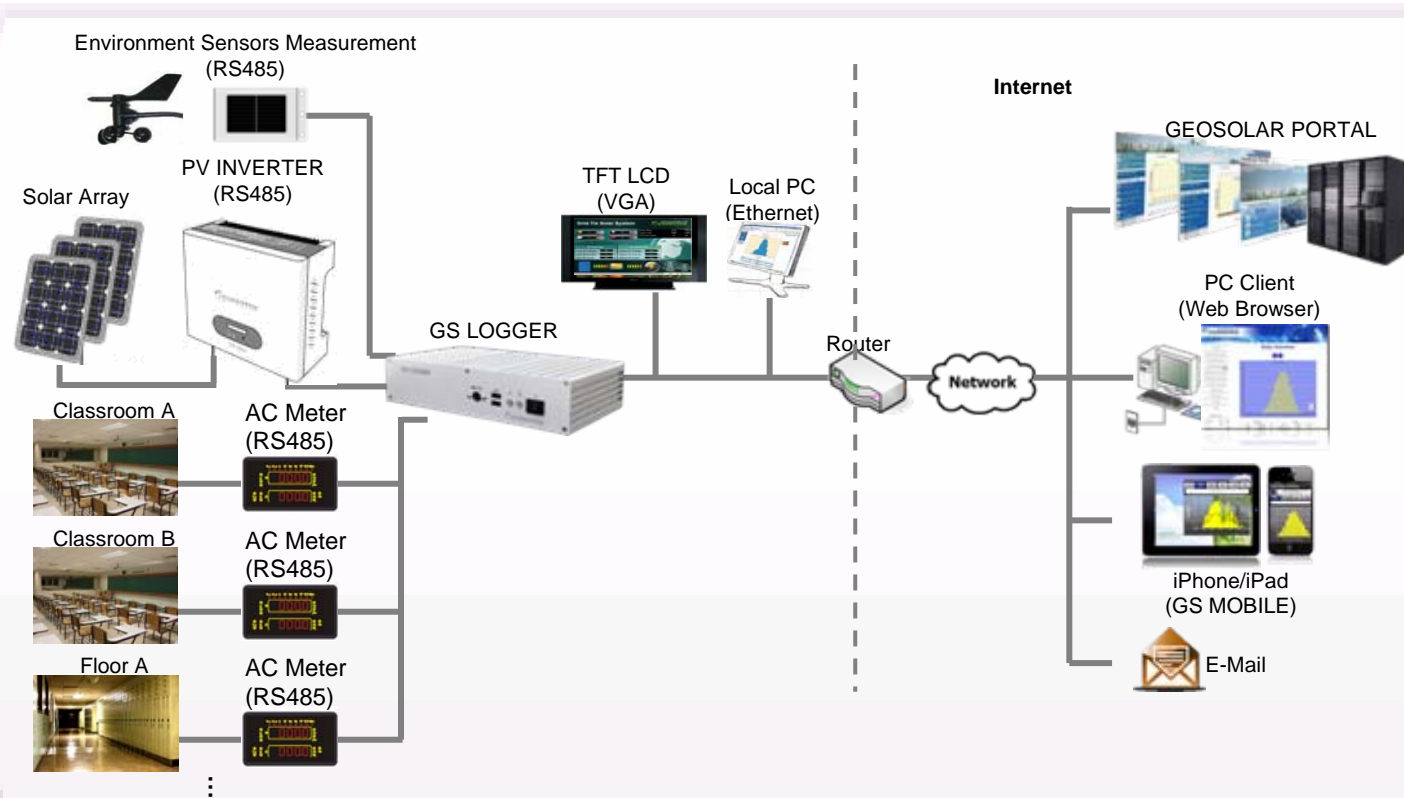 Environment Sensors Measurement
(RS485)
Internet
GEOSOLAR PORTAL
PV INVERTER
(RS485)
Solar Array
TFT LCD
(VGA)
Local PC
(Ethernet)
PC Client
(Web Browser)
GS LOGGER
Router
Network
Classroom A
AC Meter
(RS485)
Classroom B
AC Meter
(RS485)
iPhone/iPad
(GS MOBILE)
Floor A
AC Meter
(RS485)
E-Mail